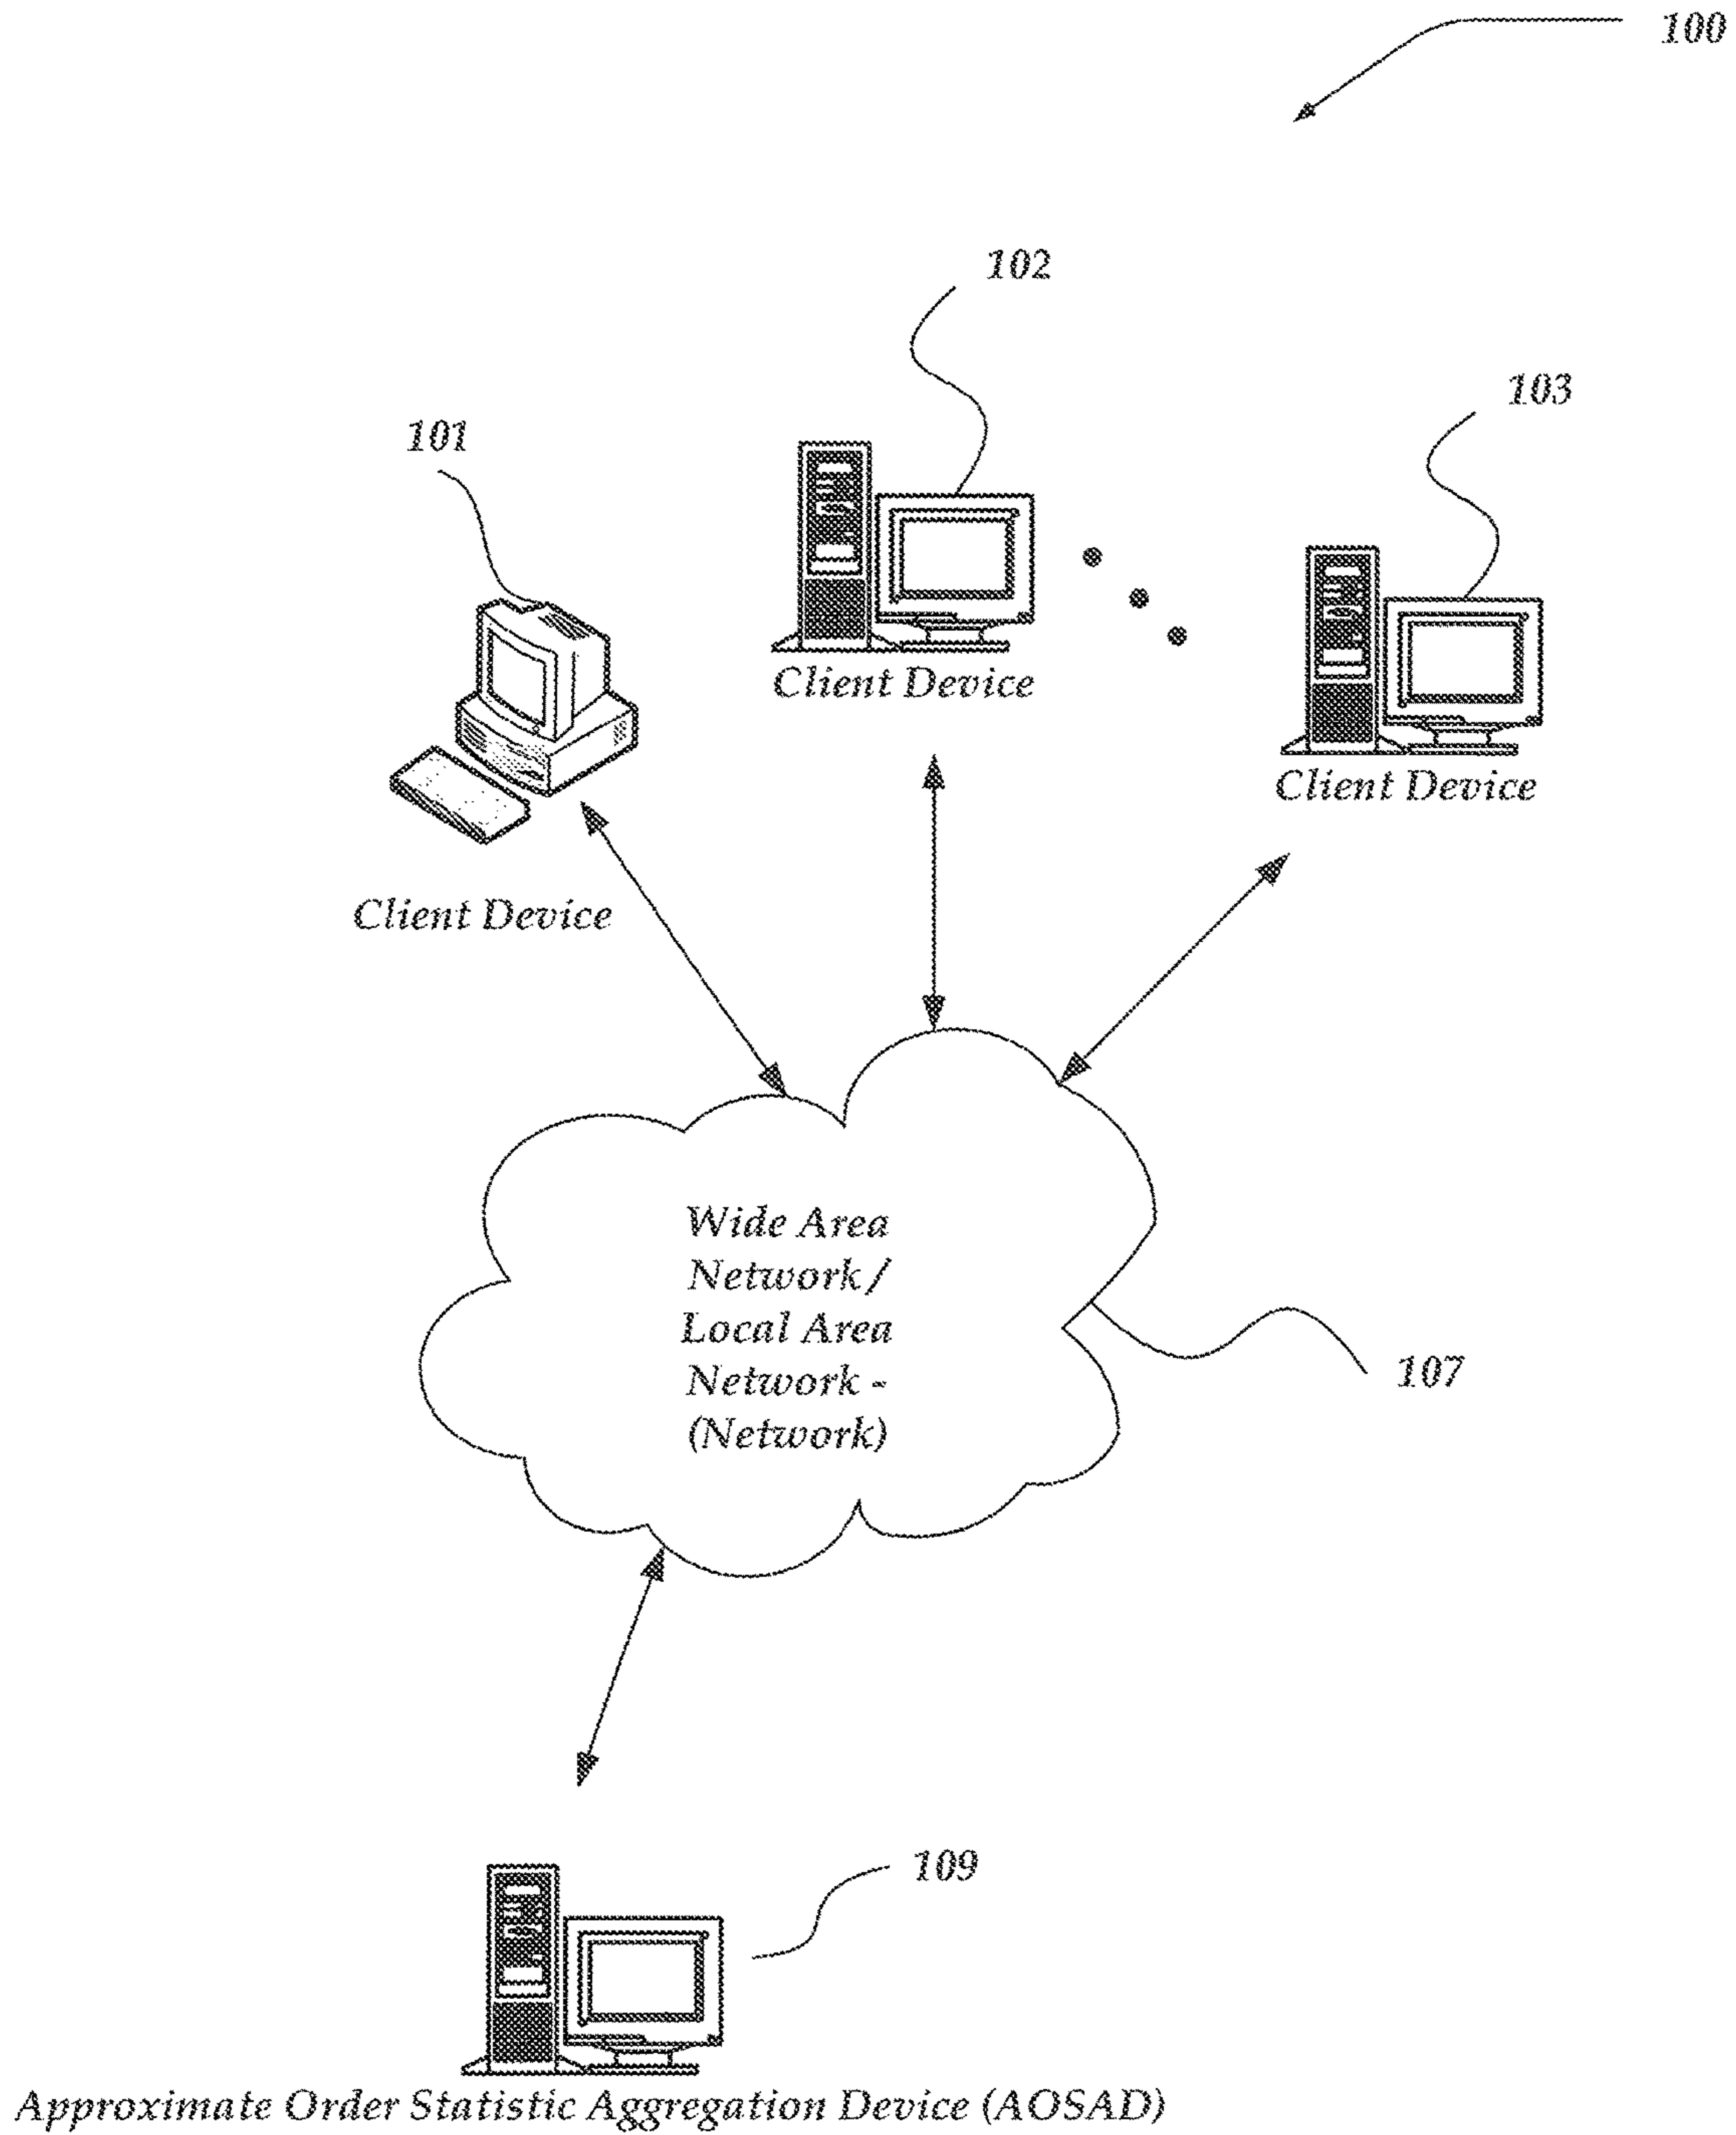 100
102
103
101
Client Device
Client Device
Client Device
Wide Area
Network /
Local Area
Network -
(Network)
107
109
Approximate Order Statistic Aggregation Device (AOSAD)